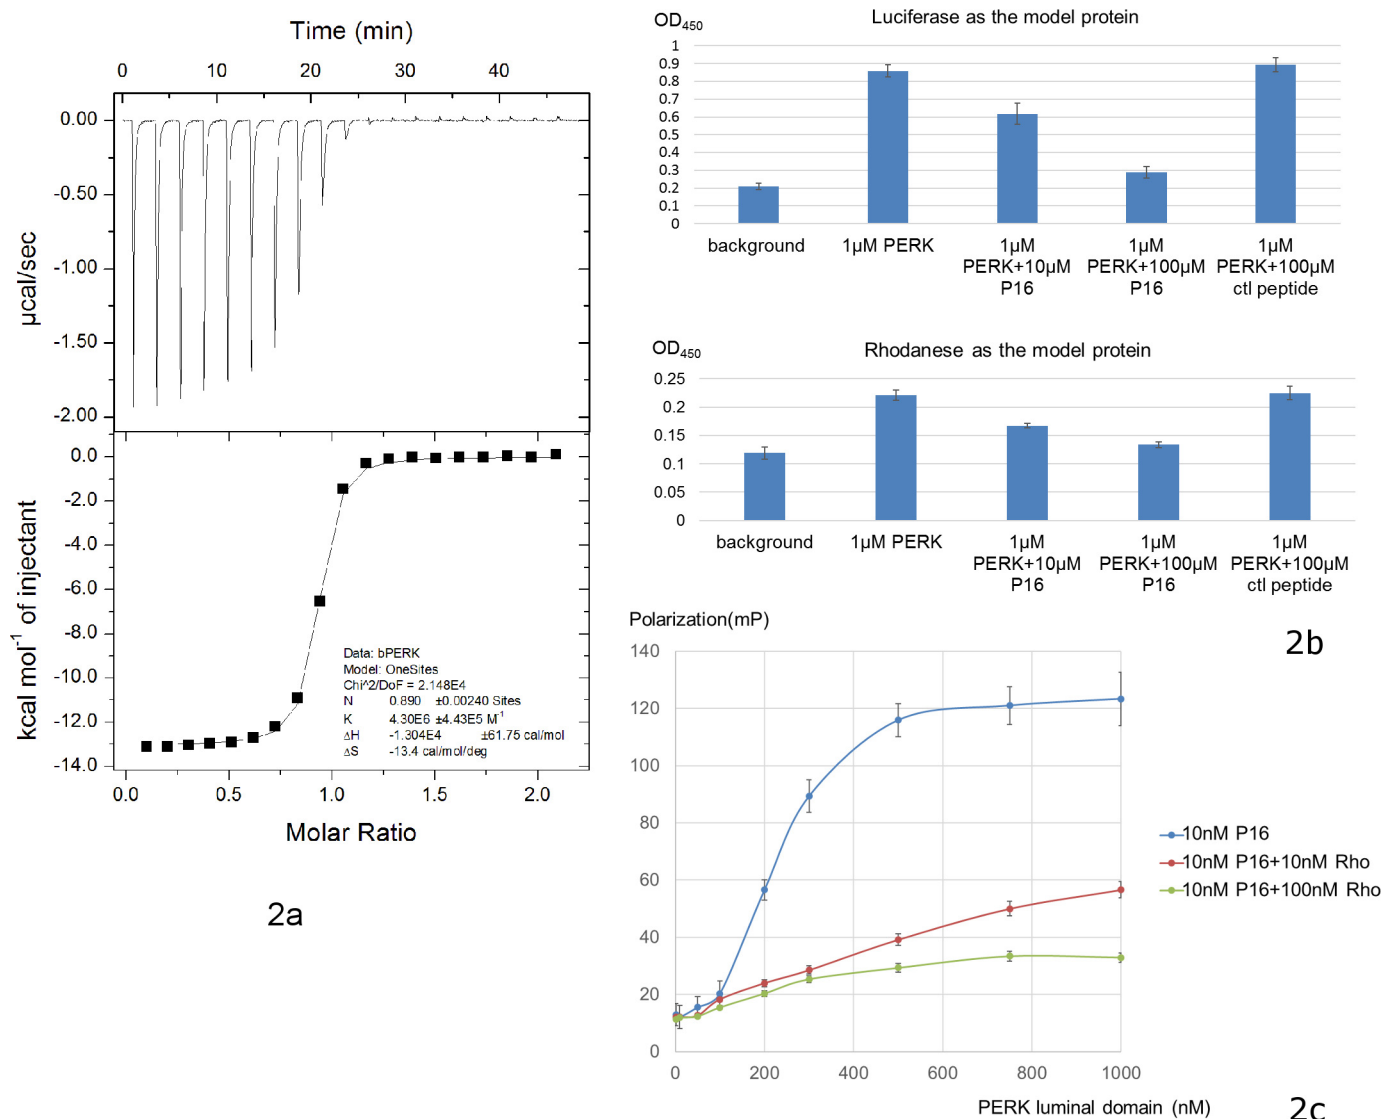 Time (min)
0 10 20 30 40
0.00
-0.50
-1.00
-1.50
-2.00
µcal/sec
0.0
-2.0
-4.0
-6.0
-8.0
-10.0
-12.0
-14.0
kcal mol⁻¹ of injectant
Data: bPERK
Model: OneSites
Chi^2/DoF = 2.148E4
N 0.890 ±0.00240 Sites
K 4.30E6 ±4.43E5 M⁻¹
ΔH -1.304E4 ±61.75 cal/mol
ΔS -13.4 cal/mol/deg
0.0 0.5 1.0 1.5 2.0
Molar Ratio
2a
OD₄₅₀
Luciferase as the model protein
1
0.9
0.8
0.7
0.6
0.5
0.4
0.3
0.2
0.1
0
background
1µM PERK
1µM
PERK+10µM
P16
1µM
PERK+100µM
P16
1µM
PERK+100µM
ctl peptide
OD₄₅₀
Rhodanese as the model protein
0.25
0.2
0.15
0.1
0.05
0
background
1µM PERK
1µM
PERK+10µM
P16
1µM
PERK+100µM
P16
1µM
PERK+100µM
ctl peptide
2b
Polarization(mP)
140
120
100
80
60
40
20
0
0 200 400 600 800 1000
PERK luminal domain (nM)
10nM P16
10nM P16+10nM Rho
10nM P16+100nM Rho
2c